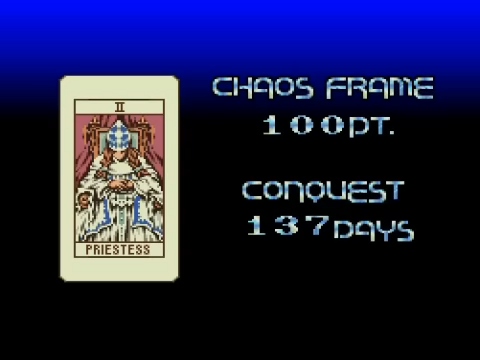 II
PRIESTESS
CHAOS FRAME
100PT.
CONQUEST
137DAYS